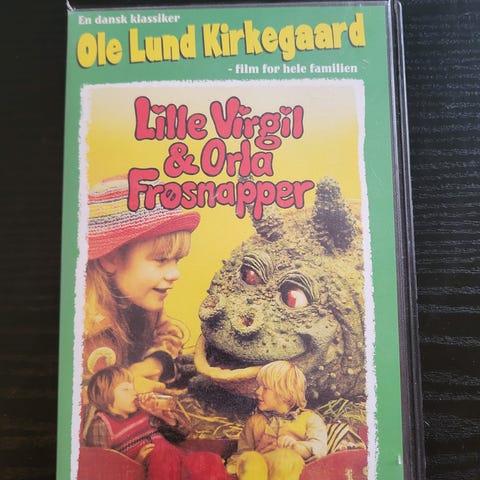 En dansk klassiker
Ole Lund Kirkegaard
- film for hele familien
Lille Virgil
& Orla
Frøsnapper